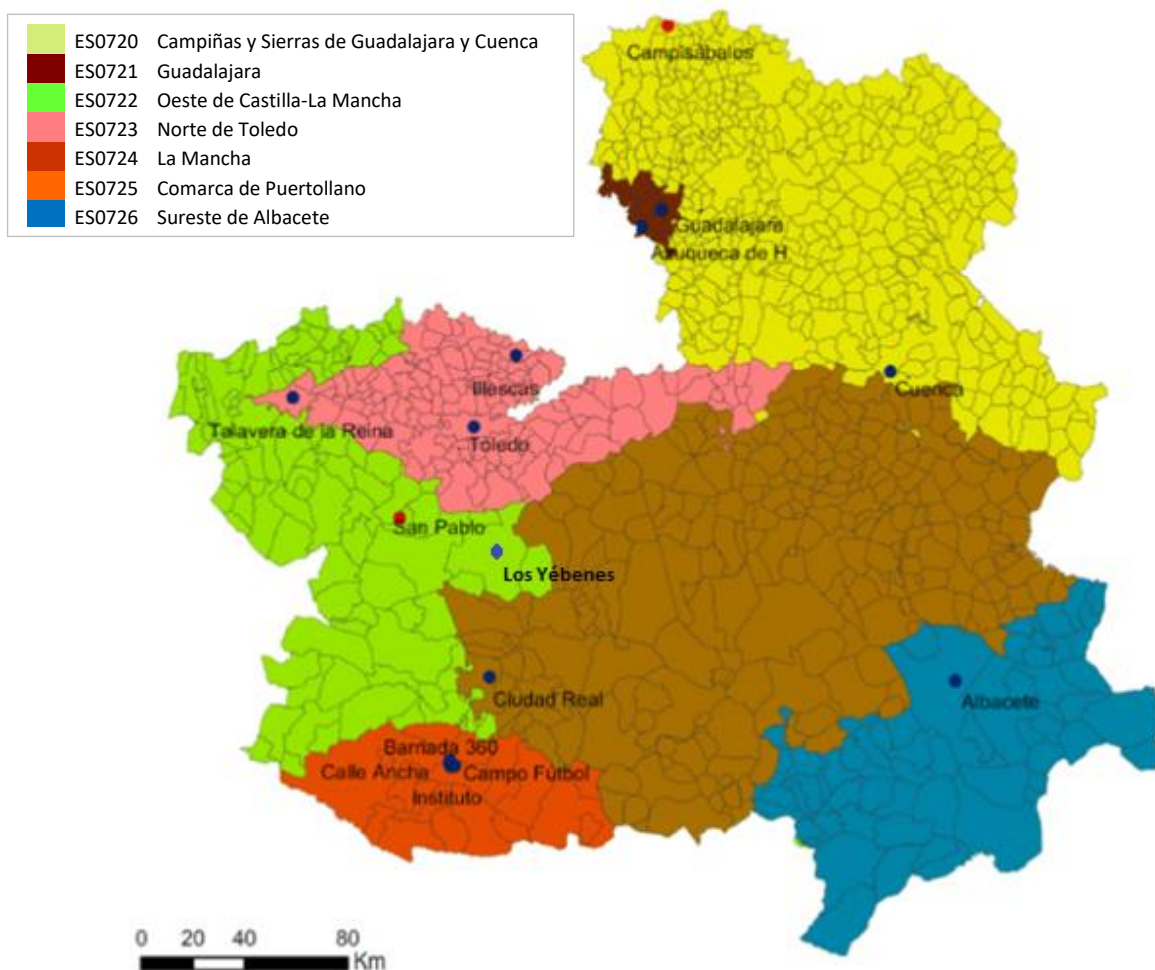 ES0720 Campiñas y Sierras de Guadalajara y Cuenca
ES0721 Guadalajara
ES0722 Oeste de Castilla-La Mancha
ES0723 Norte de Toledo
ES0724 La Mancha
ES0725 Comarca de Puertollano
ES0726 Sureste de Albacete
Campisábalos
Guadalajara
Azuqueca de H
Illescas
Cuenca
Talavera de la Reina
Toledo
San Pablo
Los Yébenes
Ciudad Real
Albacete
Barriada 360
Calle Ancha
Campo Fútbol
Instituto
0 20 40 80
Km